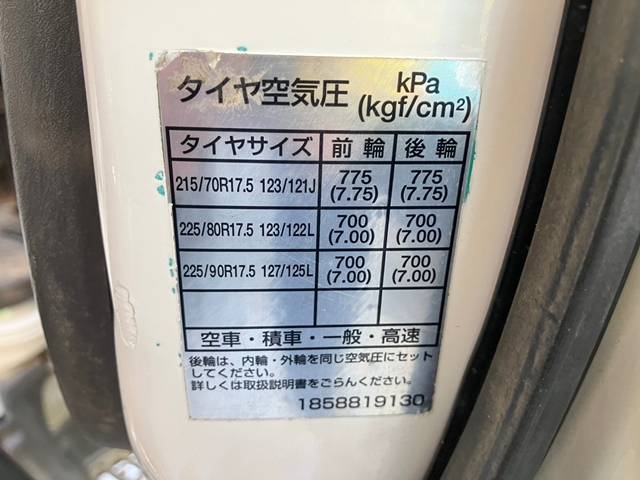 タイヤ空気圧 kPa (kgf/cm²)
タイヤサイズ 前輪 後輪
215/70R17.5 123/121J 775 (7.75) 775 (7.75)
225/80R17.5 123/122L 700 (7.00) 700 (7.00)
225/90R17.5 127/125L 700 (7.00) 700 (7.00)
空車・積車・一般・高速
後輪は、内輪・外輪を同じ空気圧にセット
してください。
詳しくは取扱説明書をごらんください。
1858819130